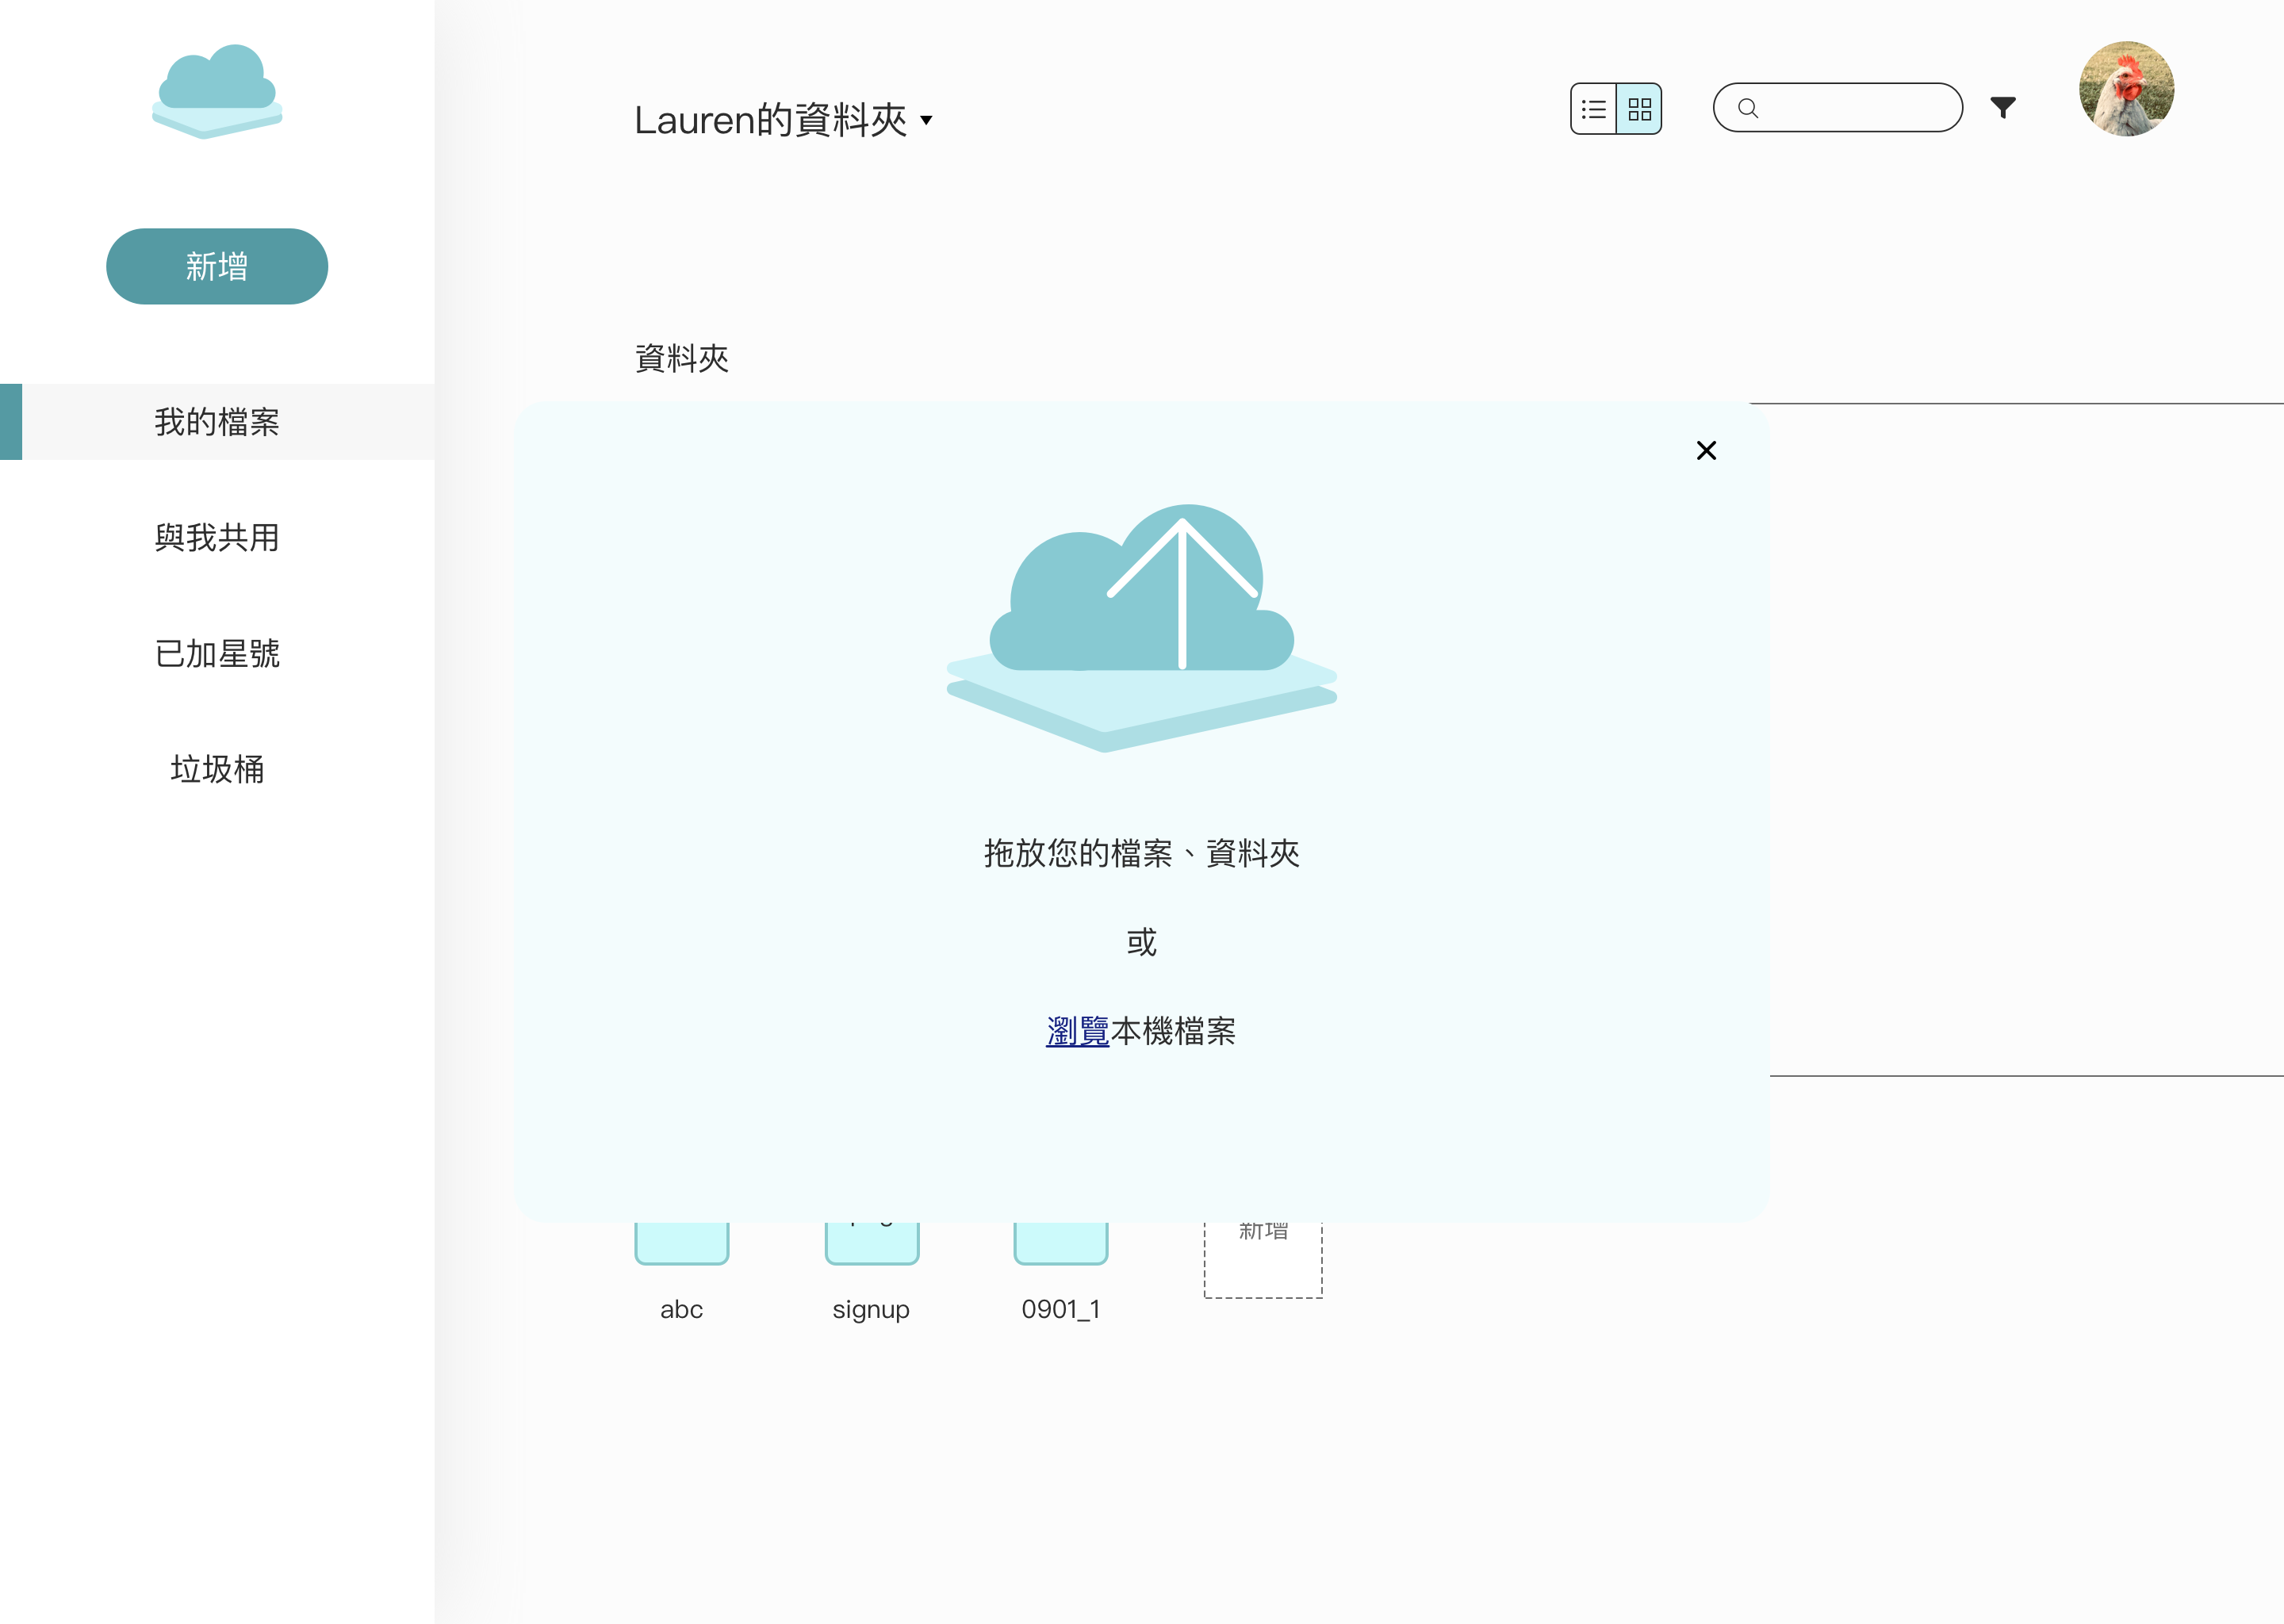 Lauren的資料夾
新增
資料夾
我的檔案
與我共用
已加星號
垃圾桶
拖放您的檔案、資料夾
或
瀏覽本機檔案
新增
abc
signup
0901_1